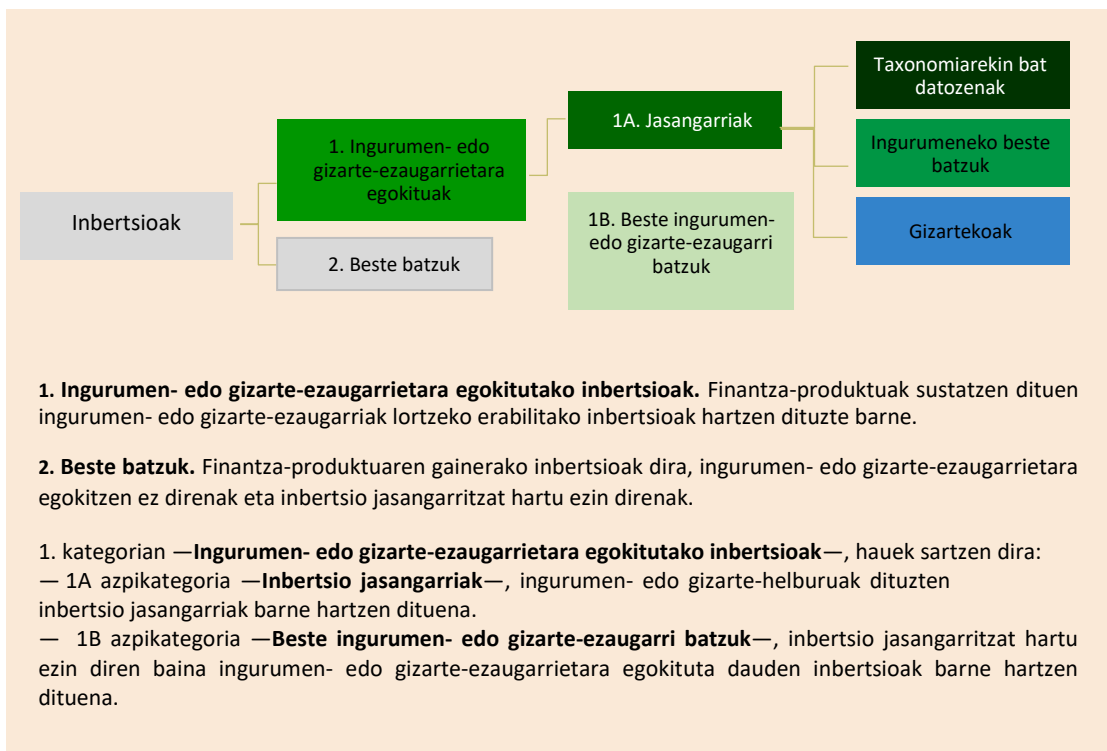 Inbertsioak
1. Ingurumen- edo
gizarte-ezaugarrietara
egokituak
2. Beste batzuk
1A. Jasangarriak
1B. Beste ingurumen-
edo gizarte-ezaugarri
batzuk
Taxonomiarekin bat
datozenak
Ingurumeneko beste
batzuk
Gizartekoak
1. Ingurumen- edo gizarte-ezaugarrietara egokitutako inbertsioak. Finantza-produktuak sustatzen dituen
ingurumen- edo gizarte-ezaugarriak lortzeko erabilitako inbertsioak hartzen dituzte barne.
2. Beste batzuk. Finantza-produktuaren gainerako inbertsioak dira, ingurumen- edo gizarte-ezaugarrietara
egokitzen ez direnak eta inbertsio jasangarritzat hartu ezin direnak.
1. kategorian —Ingurumen- edo gizarte-ezaugarrietara egokitutako inbertsioak—, hauek sartzen dira:
— 1A azpikategoria —Inbertsio jasangarriak—, ingurumen- edo gizarte-helburuak dituzten
inbertsio jasangarriak barne hartzen dituena.
— 1B azpikategoria —Beste ingurumen- edo gizarte-ezaugarri batzuk—, inbertsio jasangarritzat hartu
ezin diren baina ingurumen- edo gizarte-ezaugarrietara egokituta dauden inbertsioak barne hartzen
dituena.